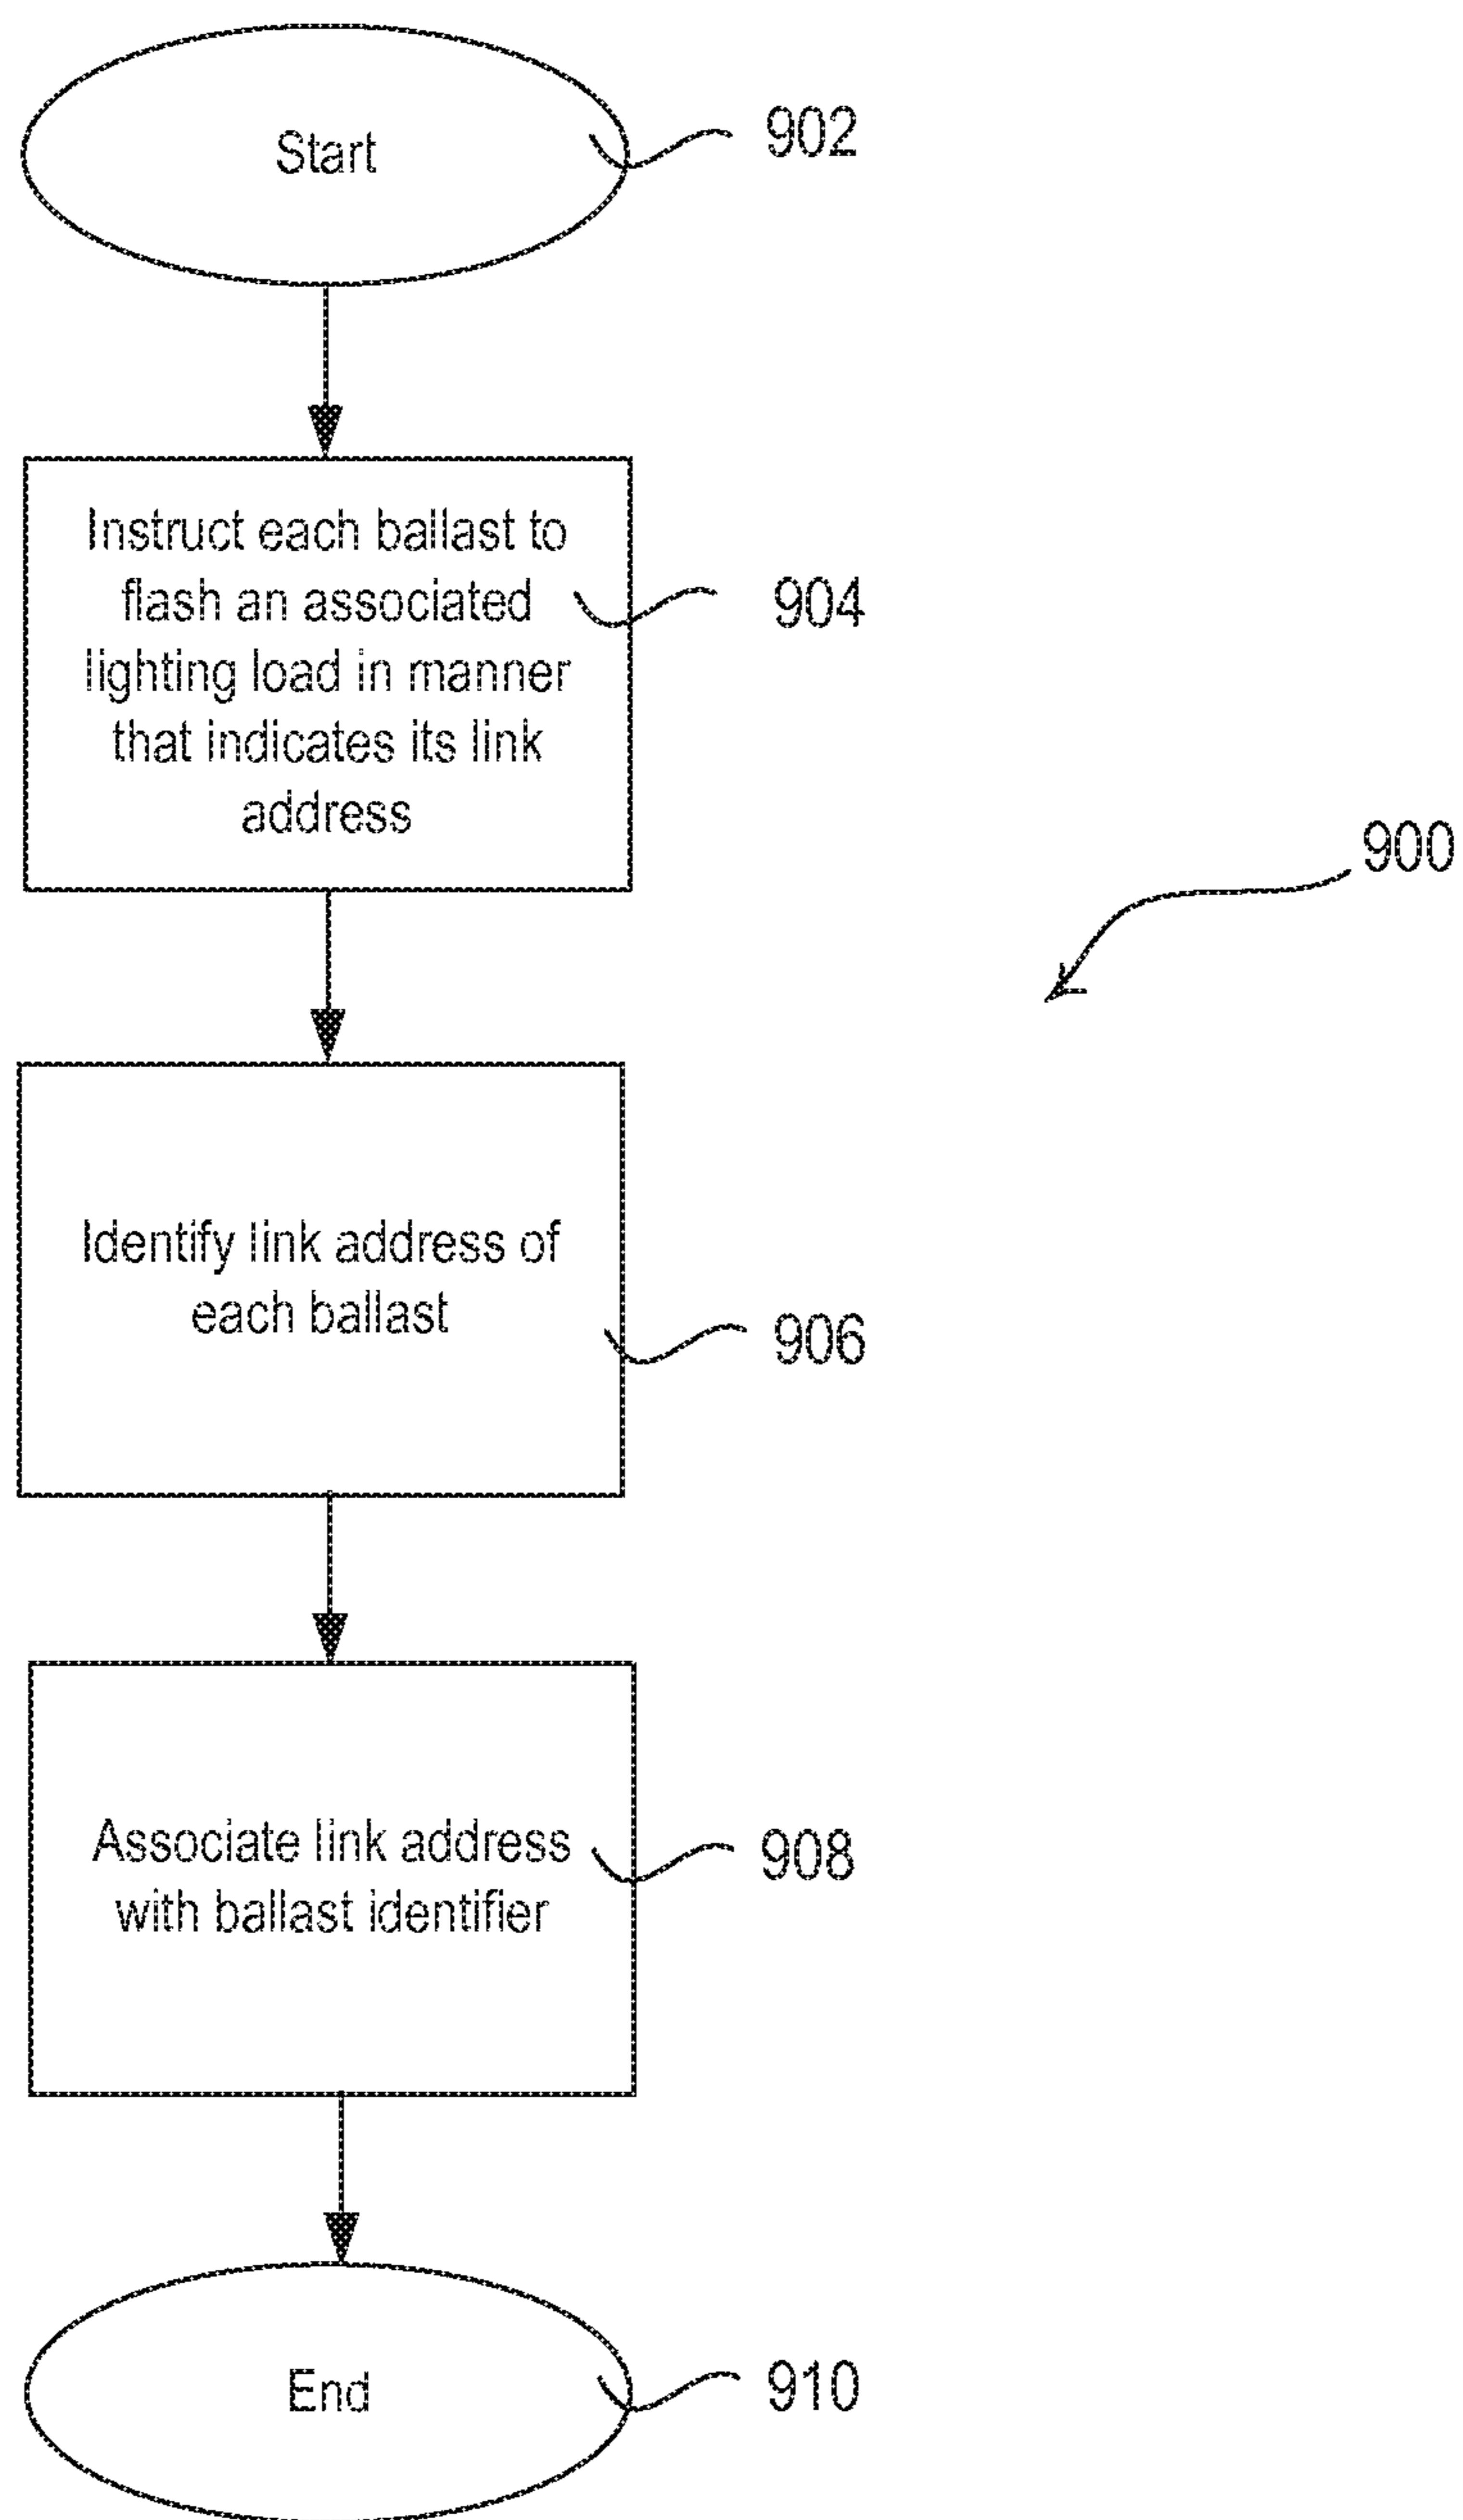 Start
902
Instruct each ballast to
flash an associated
904
lighting load in manner
that indicates its link
address
900
Identify link address of
each ballast
906
Associate link address
908
with ballast identifier
End
910